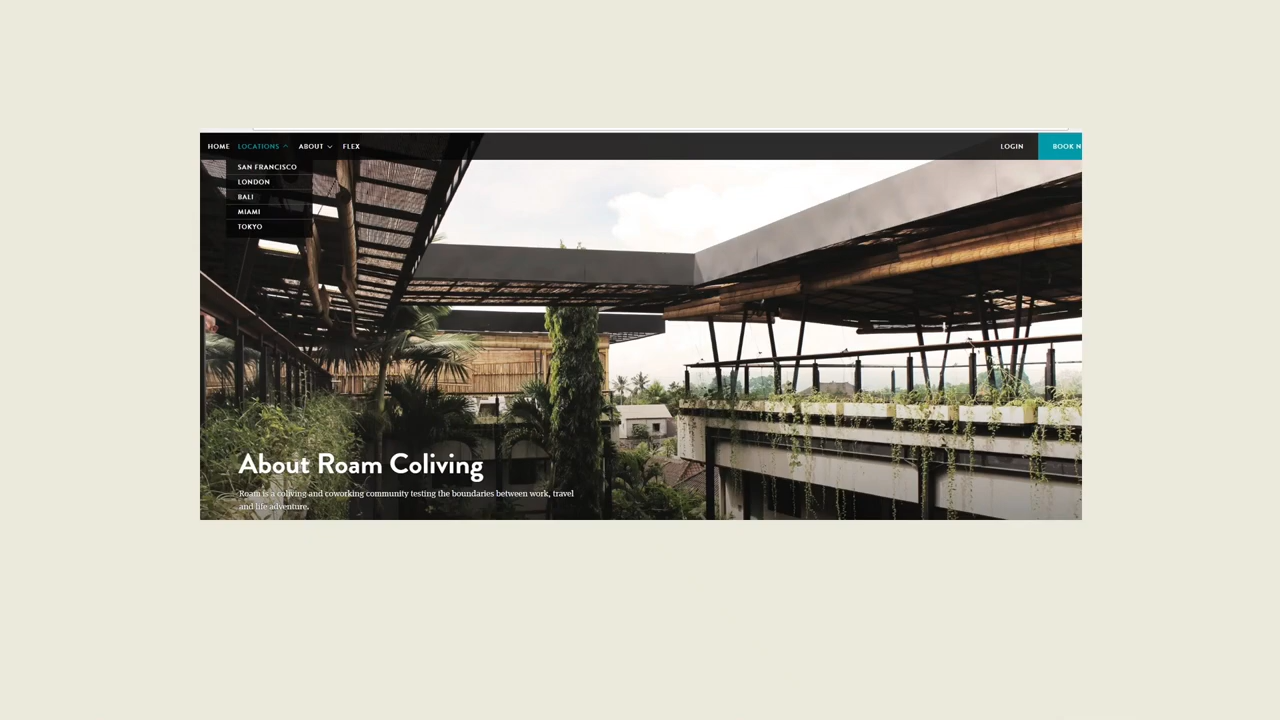 HOME LOCATIONS ABOUT FLEX LOGIN BOOK N
SAN FRANCISCO
LONDON
BALI
MIAMI
TOKYO
About Roam Coliving
Roam is a coliving and coworking community testing the boundaries between work, travel
and life adventure.